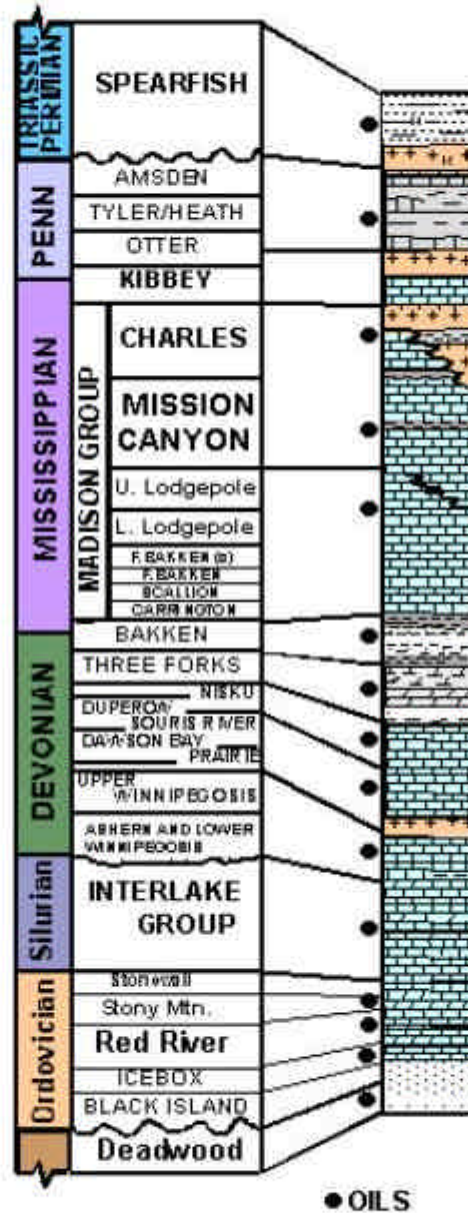 TRIASSIC
PERMIAN
SPEARFISH
PENN
AMSDEN
TYLER/HEATH
OTTER
MISSISSIPPIAN
KIBBEY
MADISON GROUP
CHARLES
MISSION
CANYON
U. Lodgepole
L. Lodgepole
F. BAKKEN (b)
F. BAKKEN
SCALLION
CARRINGTON
DEVONIAN
BAKKEN
THREE FORKS
NISKU
DUPEROW
SOURIS RIVER
DAWSON BAY
PRAIRIE
UPPER
WINNIPEGOSIS
ASHERN AND LOWER
WINNIPEGOSIS
Silurian
INTERLAKE
GROUP
Ordovician
Stonewall
Stony Mtn.
Red River
ICEBOX
BLACK ISLAND
Deadwood
H
H
OILS